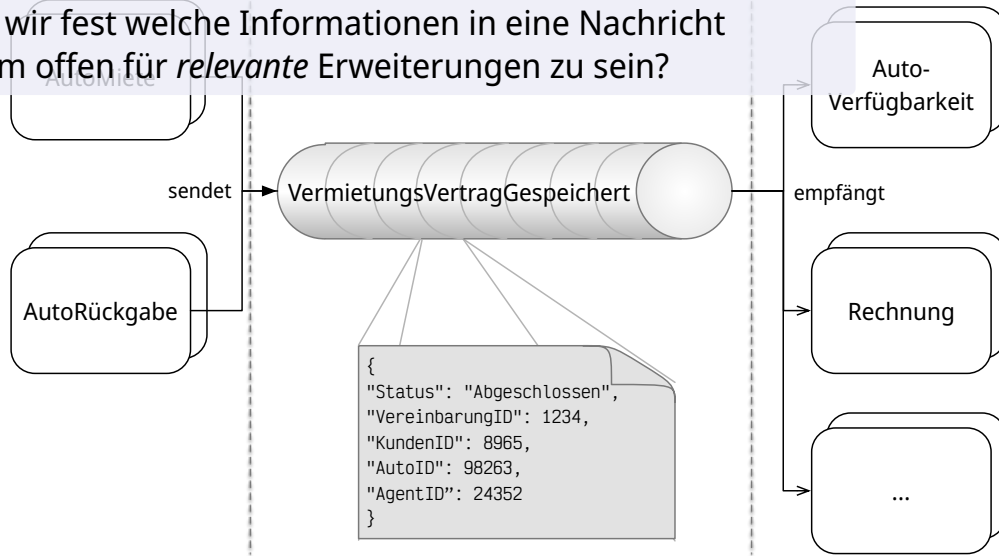 wir fest welche Informationen in eine Nachricht
m offen für relevante Erweiterungen zu sein?
AutoMiete
Auto-
Verfügbarkeit
sendet
VermietungsVertragGespeichert
empfängt
AutoRückgabe
Rechnung
{
"Status": "Abgeschlossen",
"VereinbarungID": 1234,
"KundenID": 8965,
"AutoID": 98263,
"AgentID”: 24352
}
...